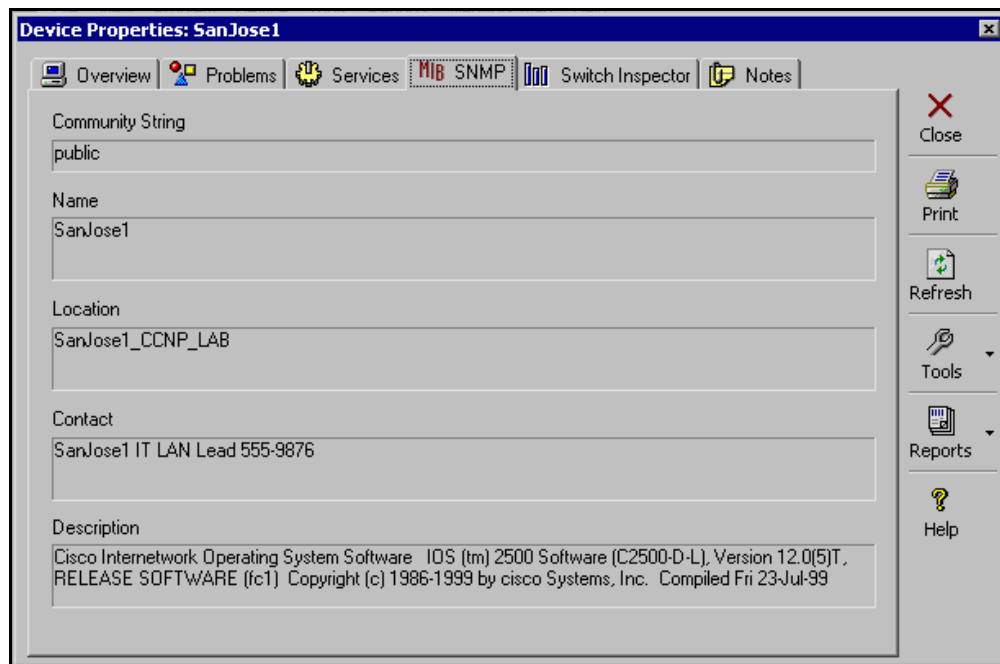 Device Properties: SanJose1
Overview
Problems
Services
MIB SNMP
Switch Inspector
Notes
Community String
public
Name
SanJose1
Location
SanJose1_CCNP_LAB
Contact
SanJose1 IT LAN Lead 555-9876
Description
Cisco Internetwork Operating System Software   IOS (tm) 2500 Software (C2500-D-L), Version 12.0(5)T,
RELEASE SOFTWARE (fc1)  Copyright (c) 1986-1999 by cisco Systems, Inc.  Compiled Fri 23-Jul-99
Close
Print
Refresh
Tools
Reports
Help